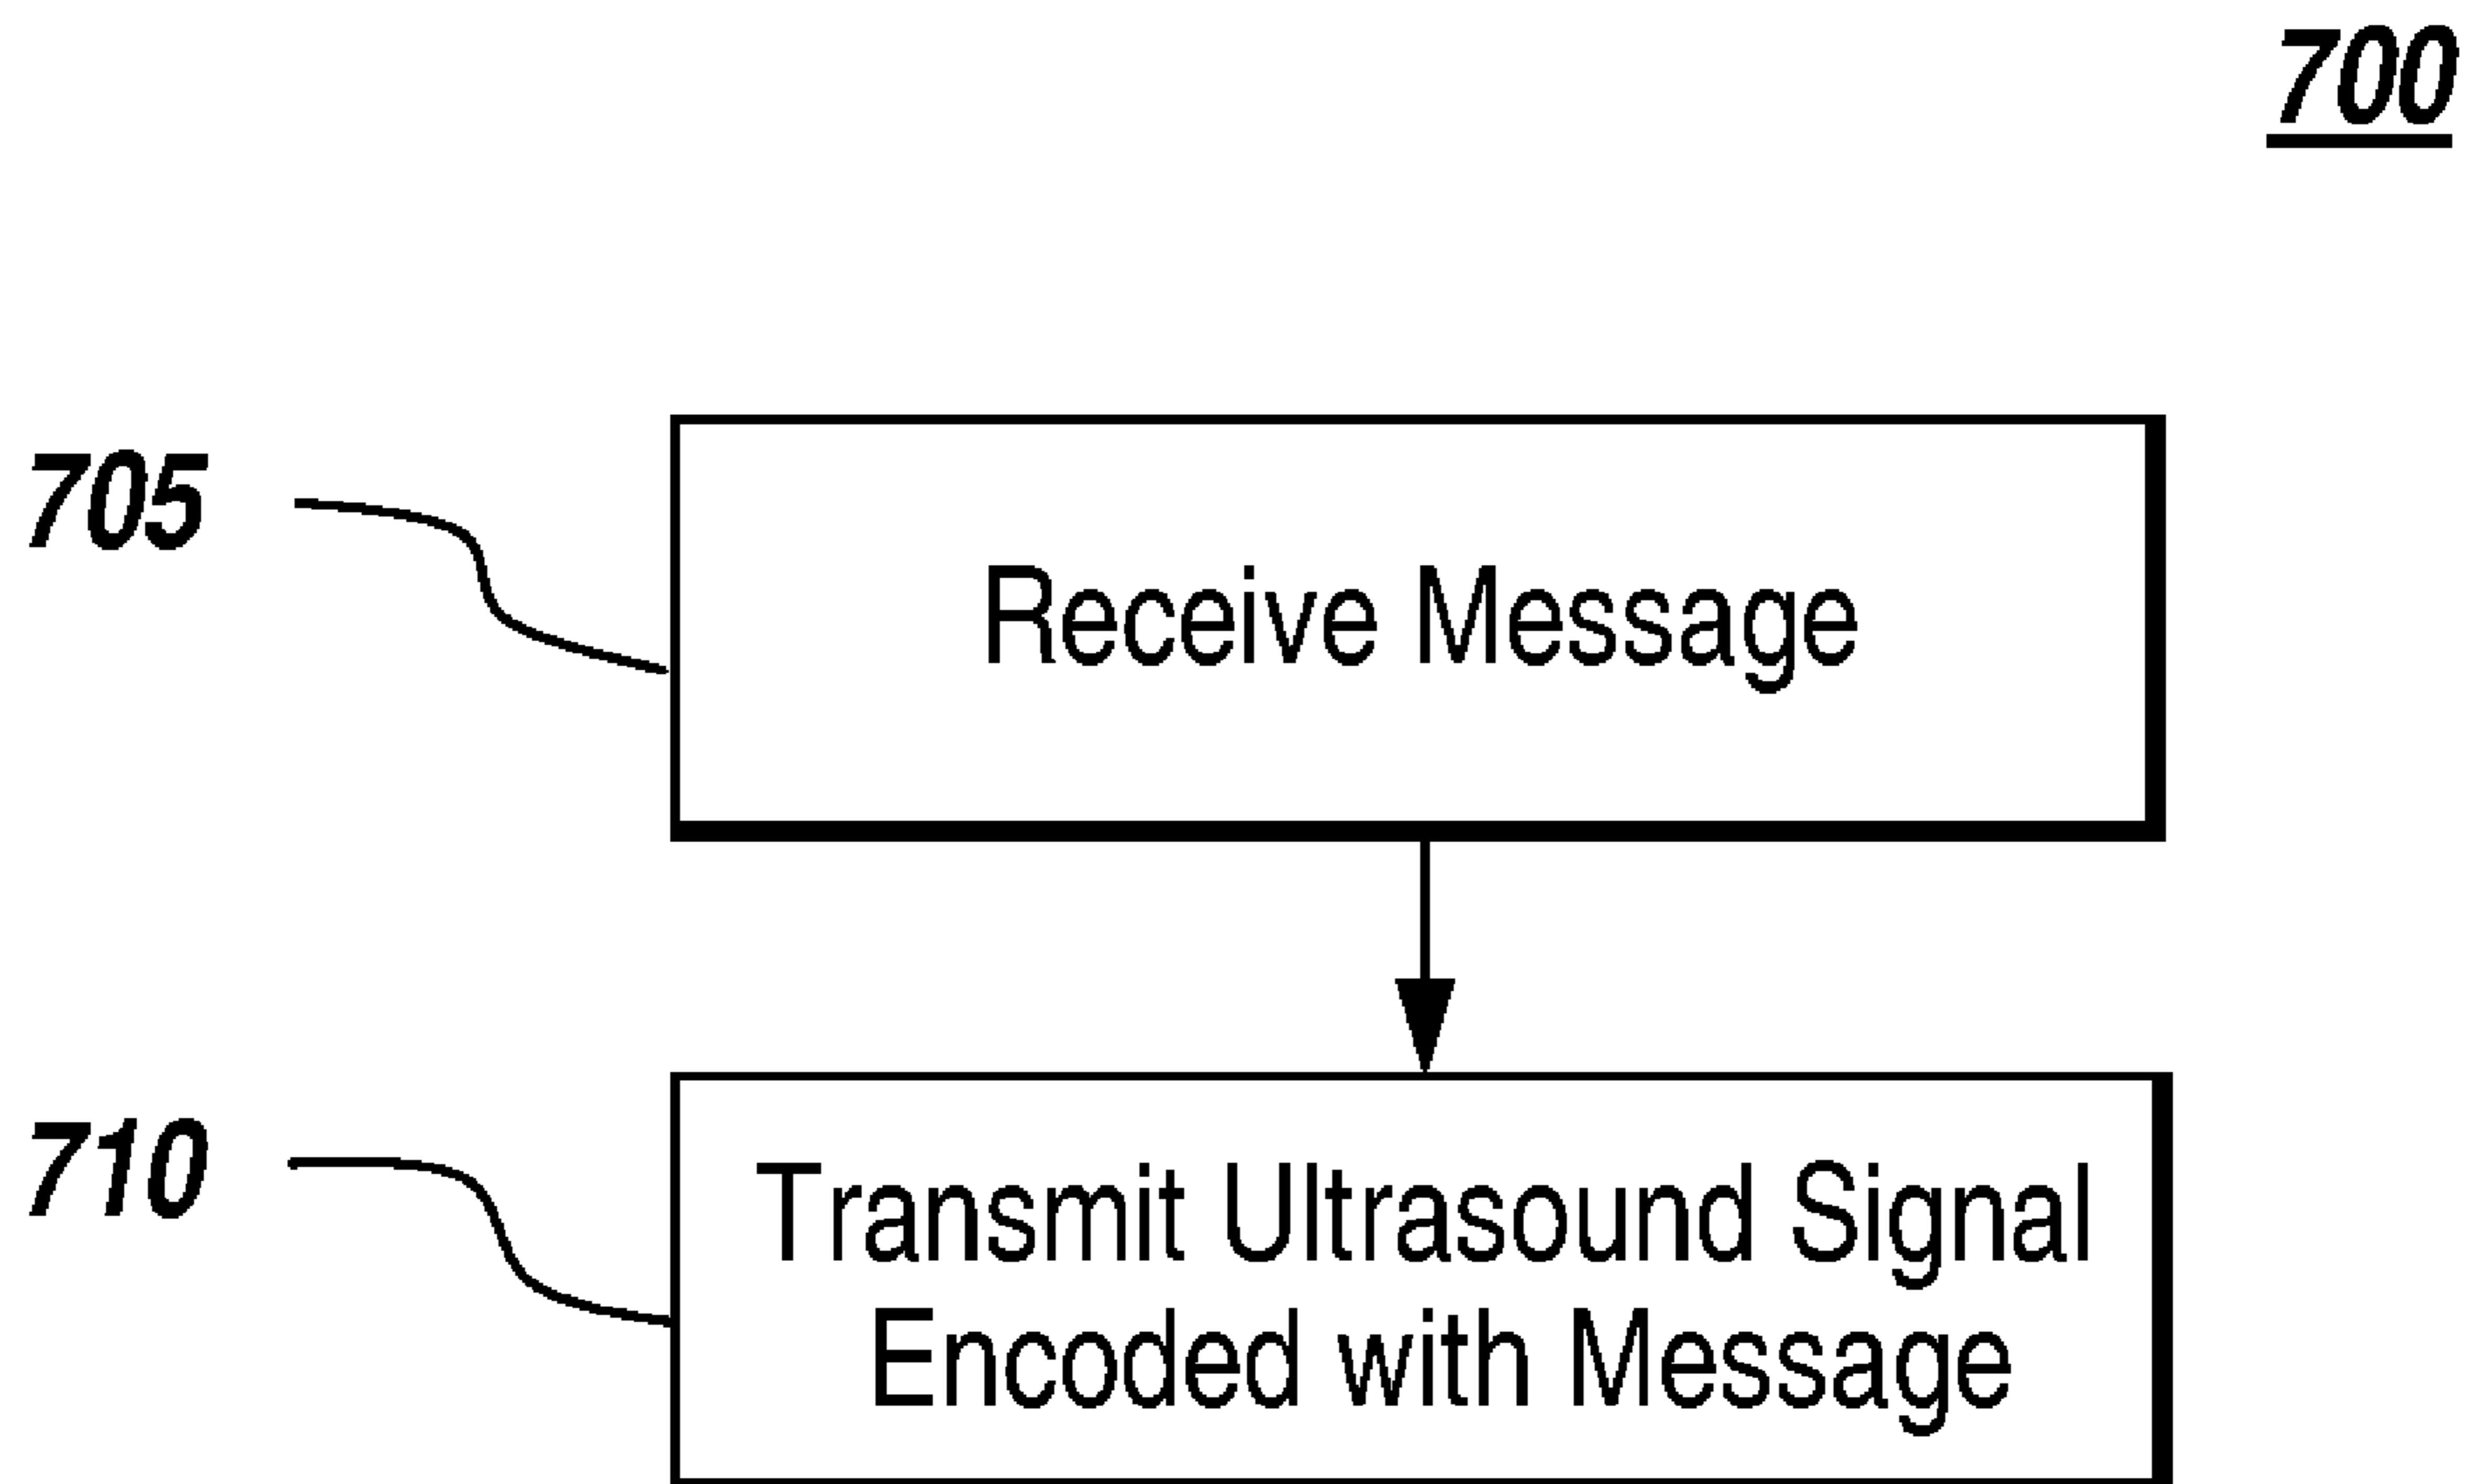 700
705
Receive Message
710
Transmit Ultrasound Signal
Encoded with Message